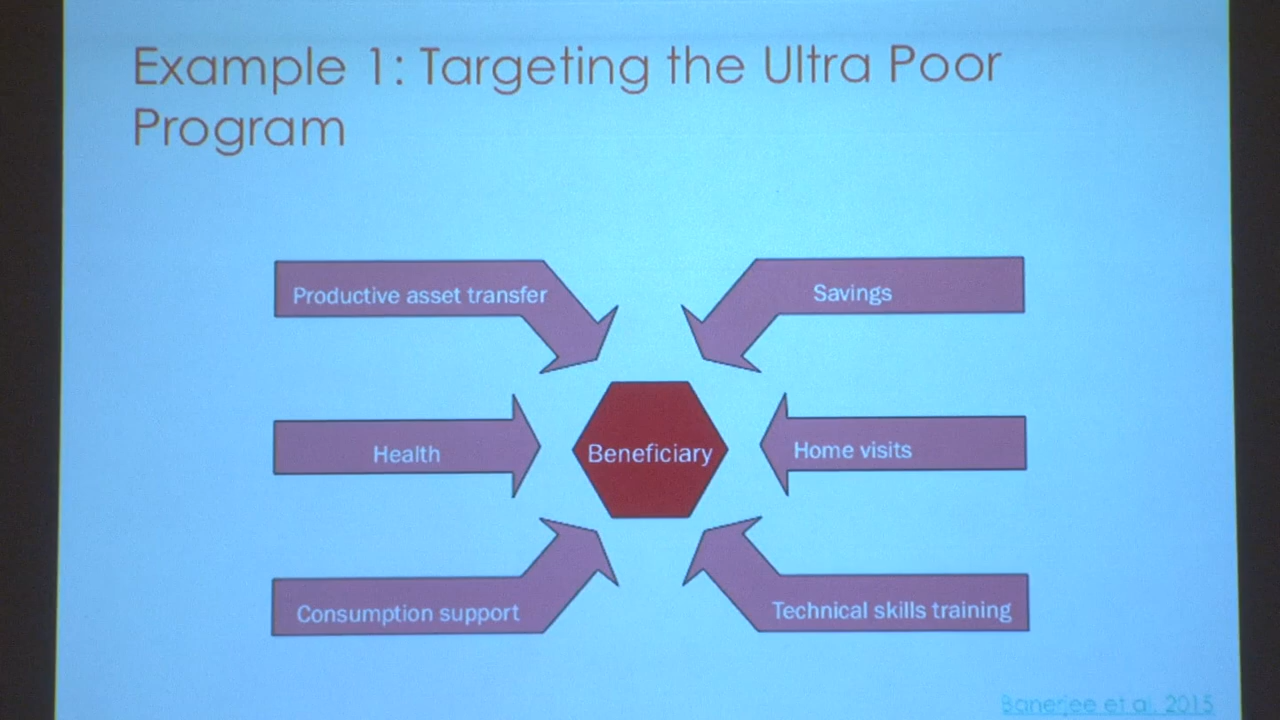 Example 1: Targeting the Ultra Poor
Program
Productive asset transfer
Savings
Health
Beneficiary
Home visits
Consumption support
Technical skills training
Banerjee et al. 2015